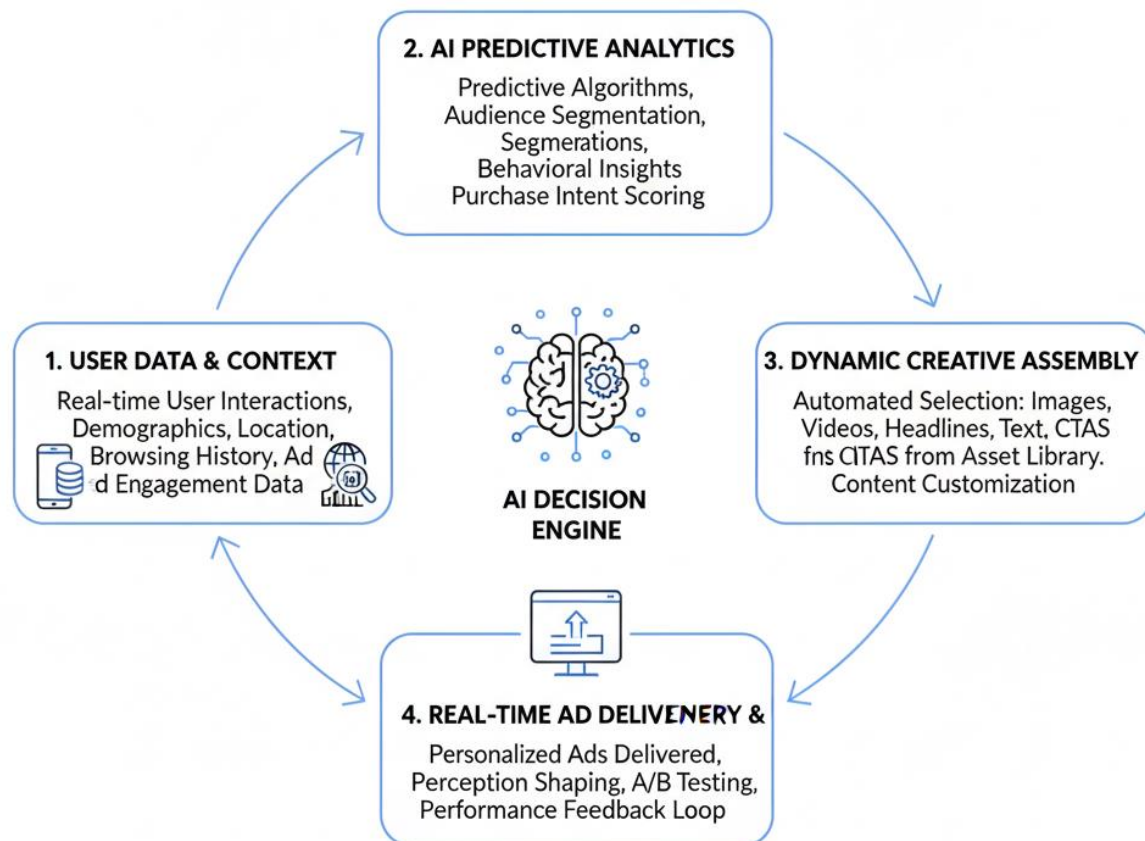 2. AI PREDICTIVE ANALYTICS
Predictive Algorithms,
Audience Segmentation,
Segmerations,
Behavioral Insights
Purchase Intent Scoring
1. USER DATA & CONTEXT
Real-time User Interactions,
Demographics, Location,
Browsing History, Ad
d Engagement Data
AI DECISION
ENGINE
3. DYNAMIC CREATIVE ASSEMBLY
Automated Selection: Images,
Videos, Headlines, Text, CTAS
from Asset Library.
Content Customization
4. REAL-TIME AD DELIVENERY &
Personalized Ads Delivered,
Perception Shaping, A/B Testing,
Performance Feedback Loop